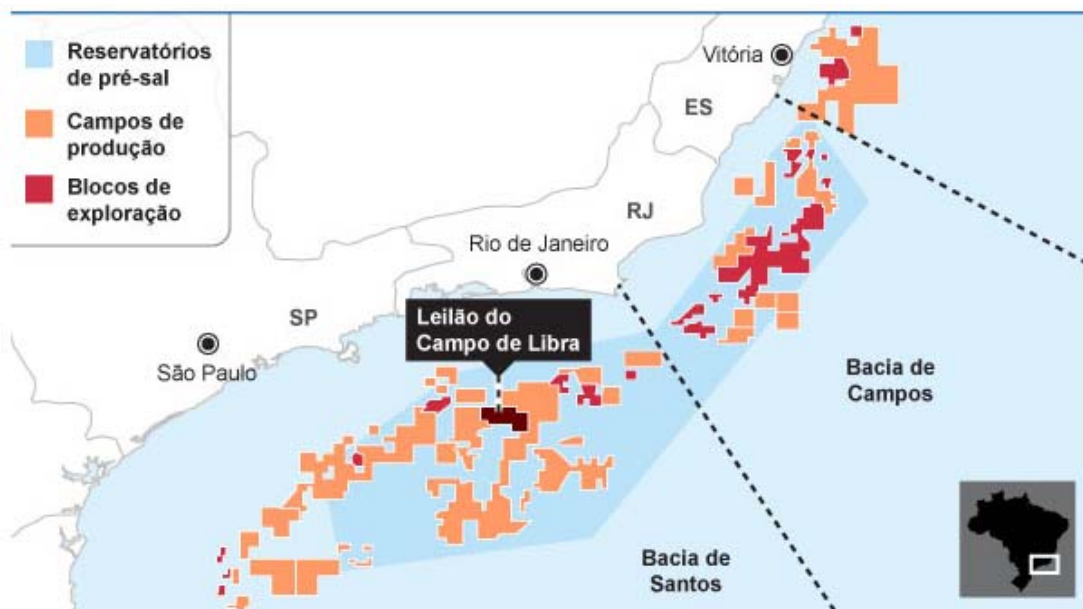 Reservatórios
de pré-sal
Campos de
produção
Blocos de
exploração
Vitória
ES
RJ
Rio de Janeiro
SP
São Paulo
Leilão do
Campo de Libra
Bacia de
Campos
Bacia de
Santos